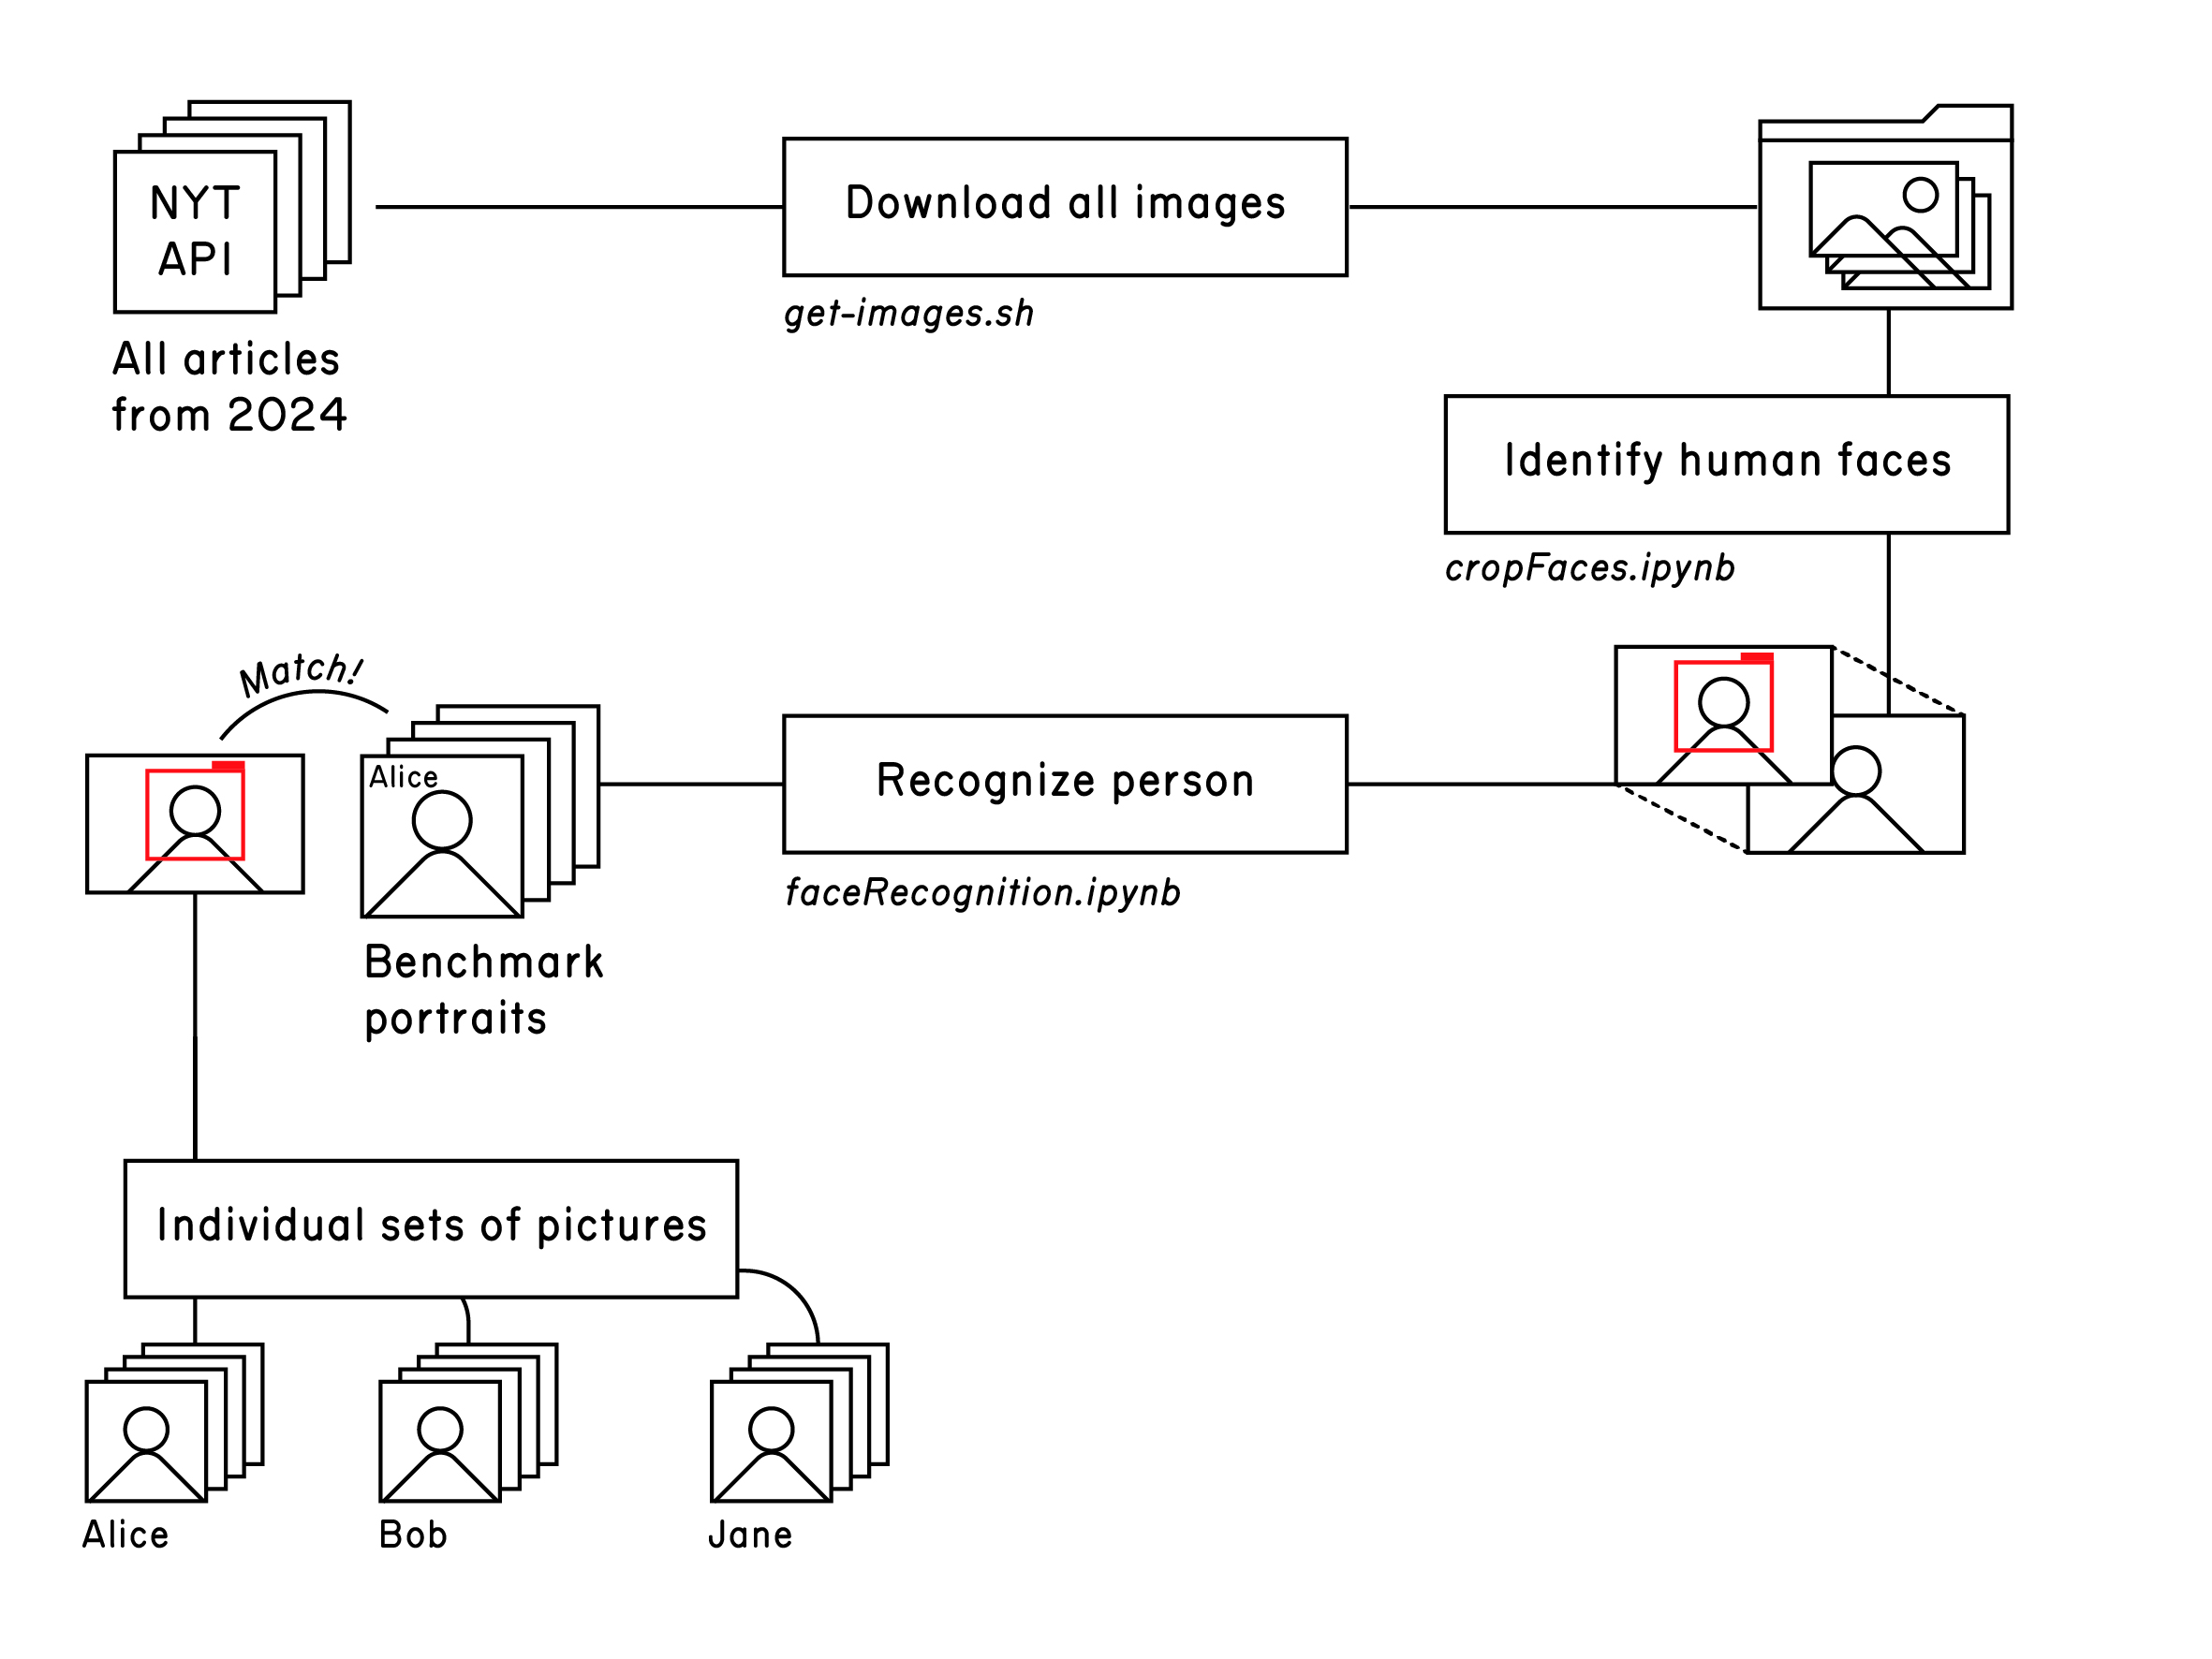 NYT
API
All articles
from 2024
Download all images
get-images.sh
Identify human faces
cropFaces.ipynb
Match!
Alice
Benchmark
portraits
Recognize person
faceRecognition.ipynb
Individual sets of pictures
Alice
Bob
Jane